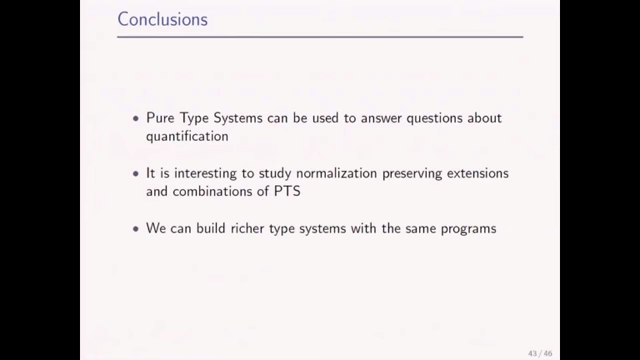 Conclusions
• Pure Type Systems can be used to answer questions about
quantification
• It is interesting to study normalization preserving extensions
and combinations of PTS
• We can build richer type systems with the same programs
43 / 46